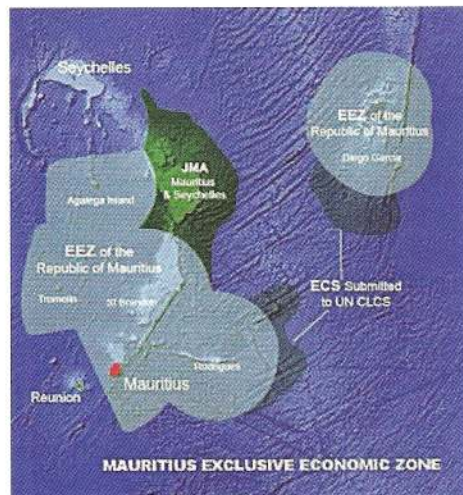 Seychelles
EEZ of the
Republic of Mauritius
Diego Garcia
JMA
Mauritius
& Seychelles
Agalega Island
EEZ of the
Republic of Mauritius
Tromelin
St Brandon
ECS Submitted
to UN CLCS
Rodrigues
Mauritius
Reunion
MAURITIUS EXCLUSIVE ECONOMIC ZONE